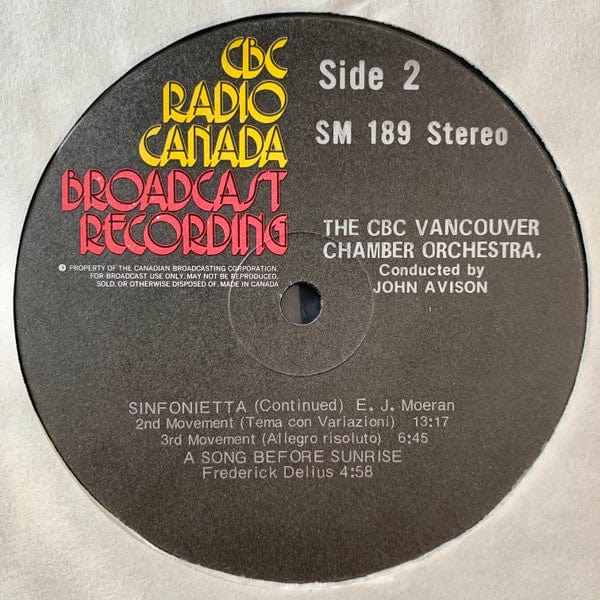 CBC
RADIO
CANADA
BROADCAST
RECORDING
℗ PROPERTY OF THE CANADIAN BROADCASTING CORPORATION.
FOR BROADCAST USE ONLY. MAY NOT BE REPRODUCED,
SOLD, OR OTHERWISE DISPOSED OF. MADE IN CANADA
Side 2
SM 189 Stereo
THE CBC VANCOUVER
CHAMBER ORCHESTRA,
Conducted by
JOHN AVISON
SINFONIETTA (Continued) E. J. Moeran
2nd Movement (Tema con Variazioni) 13:17
3rd Movement (Allegro risoluto) 6:45
A SONG BEFORE SUNRISE
Frederick Delius 4:58